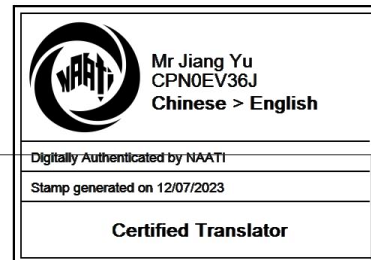 NAATI
Mr Jiang Yu
CPN0EV36J
Chinese > English
Digitally Authenticated by NAATI
Stamp generated on 12/07/2023
Certified Translator